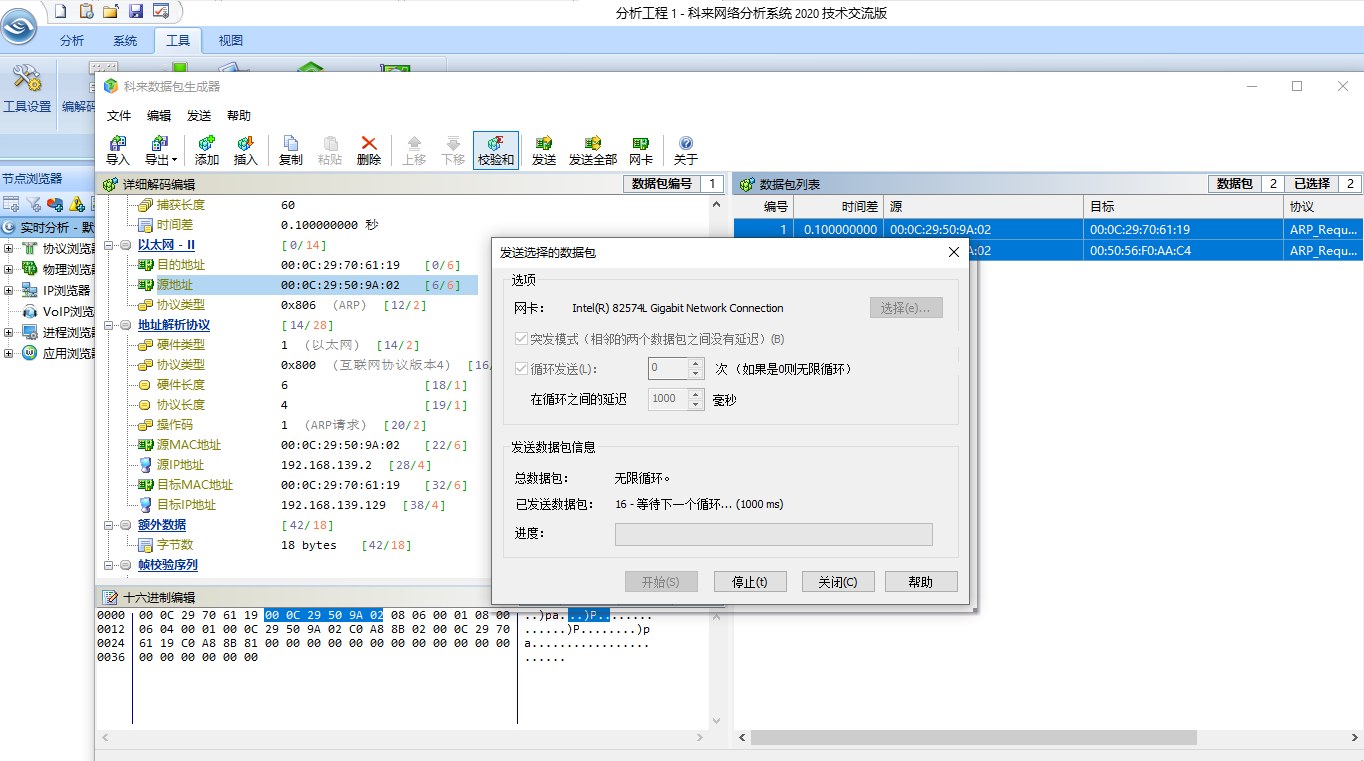 分析工程 1 - 科来网络分析系统 2020 技术交流版
分析 系统 工具 视图
工具设置 编解码
科来数据包生成器
文件 编辑 发送 帮助
导入 导出 添加 插入 复制 粘贴 删除 上移 下移 校验和 发送 发送全部 网卡 关于
节点浏览器
实时分析 - 默
协议浏览器
物理浏览器
IP浏览器
VoIP浏览
进程浏览器
应用浏览器
详细解码编辑 数据包编号 1
捕获长度 60
时间差 0.100000000 秒
以太网 - II [0/14]
目的地址 00:0C:29:70:61:19 [0/6]
源地址 00:0C:29:50:9A:02 [6/6]
协议类型 0x806 (ARP) [12/2]
地址解析协议 [14/28]
硬件类型 1 (以太网) [14/2]
协议类型 0x800 (互联网协议版本4) [16/
硬件长度 6 [18/1]
协议长度 4 [19/1]
操作码 1 (ARP请求) [20/2]
源MAC地址 00:0C:29:50:9A:02 [22/6]
源IP地址 192.168.139.2 [28/4]
目标MAC地址 00:0C:29:70:61:19 [32/6]
目标IP地址 192.168.139.129 [38/4]
额外数据 [42/18]
字节数 18 bytes [42/18]
帧校验序列
十六进制编辑
0000 00 0C 29 70 61 19 00 0C 29 50 9A 02 08 06 00 01 08 00 ..)pa...)P.......
0012 06 04 00 01 00 0C 29 50 9A 02 C0 A8 8B 02 00 0C 29 70 ......)P........)p
0024 61 19 C0 A8 8B 81 00 00 00 00 00 00 00 00 00 00 00 00 a.................
0036 00 00 00 00 00 00 ......
数据包列表 数据包 2 已选择 2
编号 时间差 源 目标 协议
1 0.100000000 00:0C:29:50:9A:02 00:0C:29:70:61:19 ARP_Requ...
A:02 00:50:56:F0:AA:C4 ARP_Requ...
发送选择的数据包
选项
网卡: Intel(R) 82574L Gigabit Network Connection 选择(e)...
突发模式（相邻的两个数据包之间没有延迟）(B)
循环发送(L): 0 次（如果是0则无限循环）
在循环之间的延迟 1000 毫秒
发送数据包信息
总数据包: 无限循环。
已发送数据包: 16 - 等待下一个循环... (1000 ms)
进度:
开始(S) 停止(t) 关闭(C) 帮助